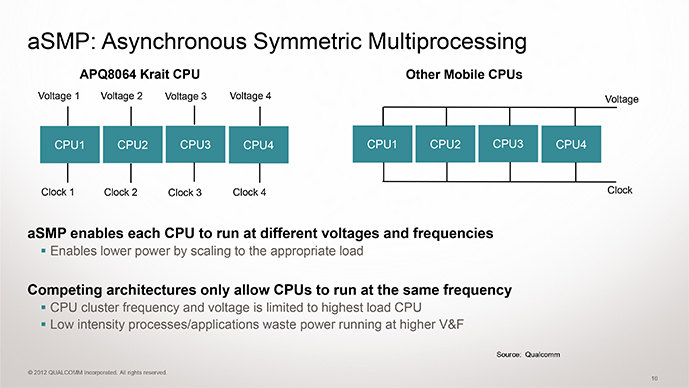 aSMP: Asynchronous Symmetric Multiprocessing
APQ8064 Krait CPU
Voltage 1 Voltage 2 Voltage 3 Voltage 4
CPU1 CPU2 CPU3 CPU4
Clock 1 Clock 2 Clock 3 Clock 4
Other Mobile CPUs
Voltage
CPU1 CPU2 CPU3 CPU4
Clock
aSMP enables each CPU to run at different voltages and frequencies
▪ Enables lower power by scaling to the appropriate load
Competing architectures only allow CPUs to run at the same frequency
▪ CPU cluster frequency and voltage is limited to highest load CPU
▪ Low intensity processes/applications waste power running at higher V&F
Source: Qualcomm
© 2012 QUALCOMM Incorporated. All rights reserved.
16